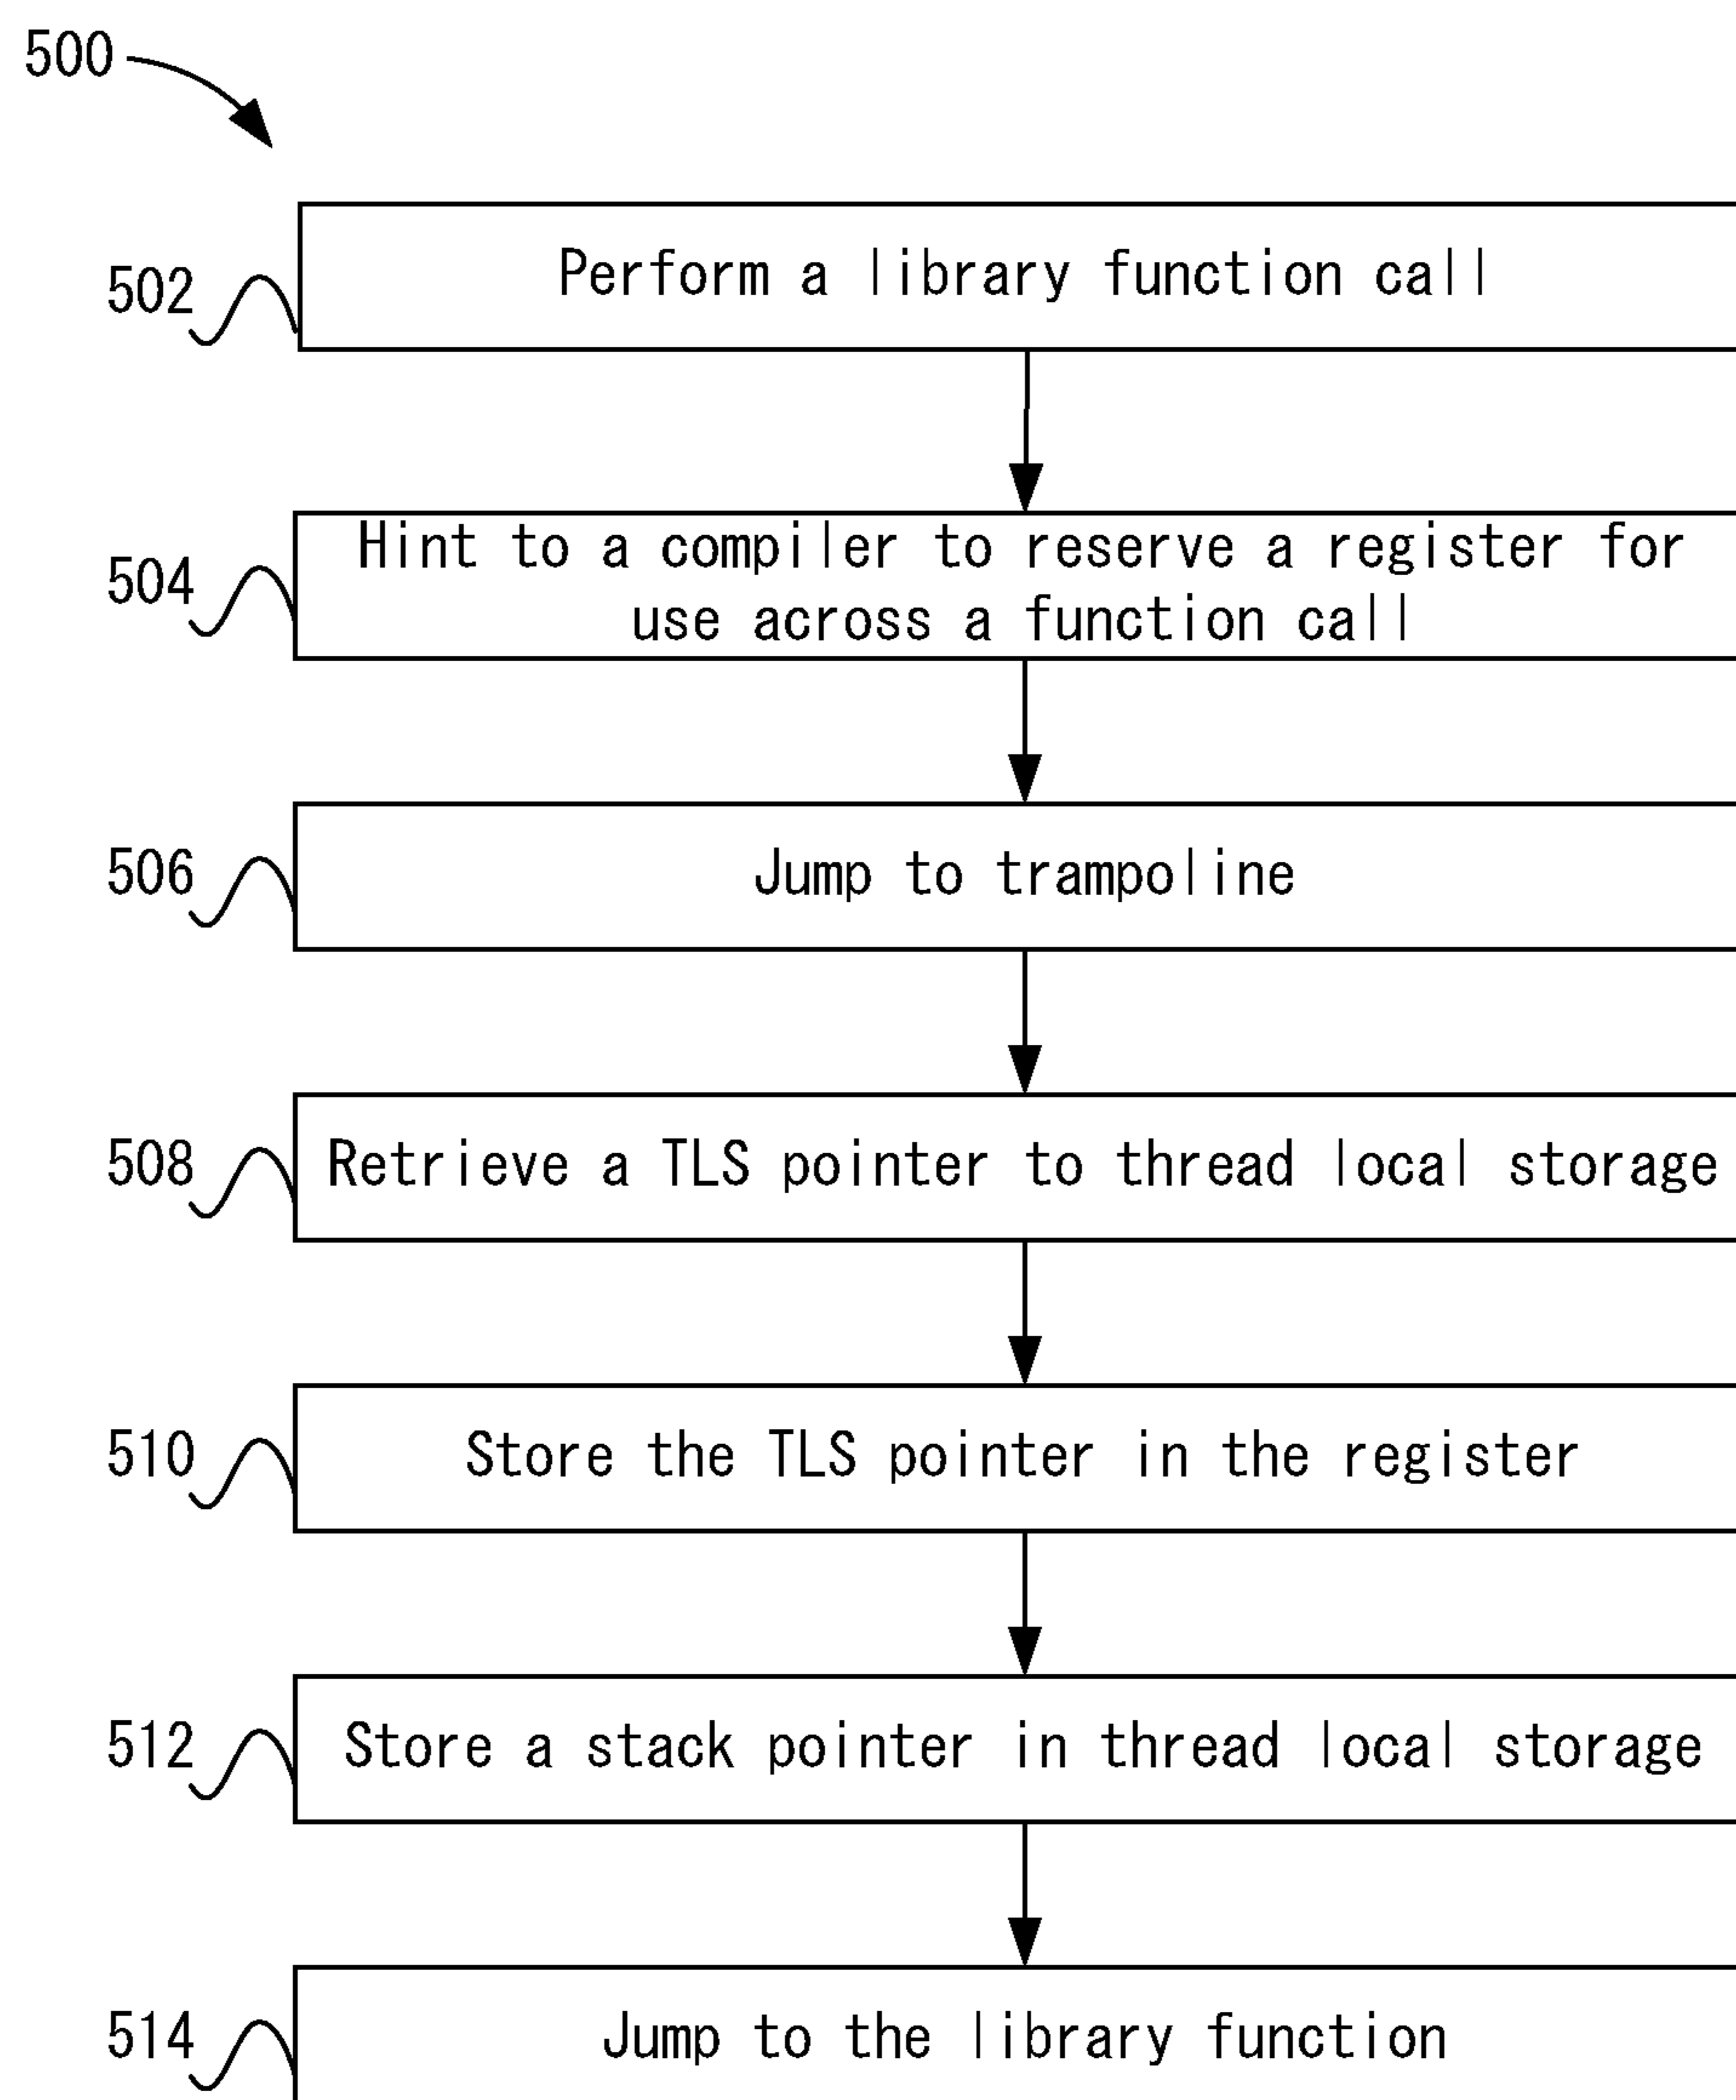 500
502
Perform a library function call
504
Hint to a compiler to reserve a register for
use across a function call
506
Jump to trampoline
508
Retrieve a TLS pointer to thread local storage
510
Store the TLS pointer in the register
512
Store a stack pointer in thread local storage
514
Jump to the library function